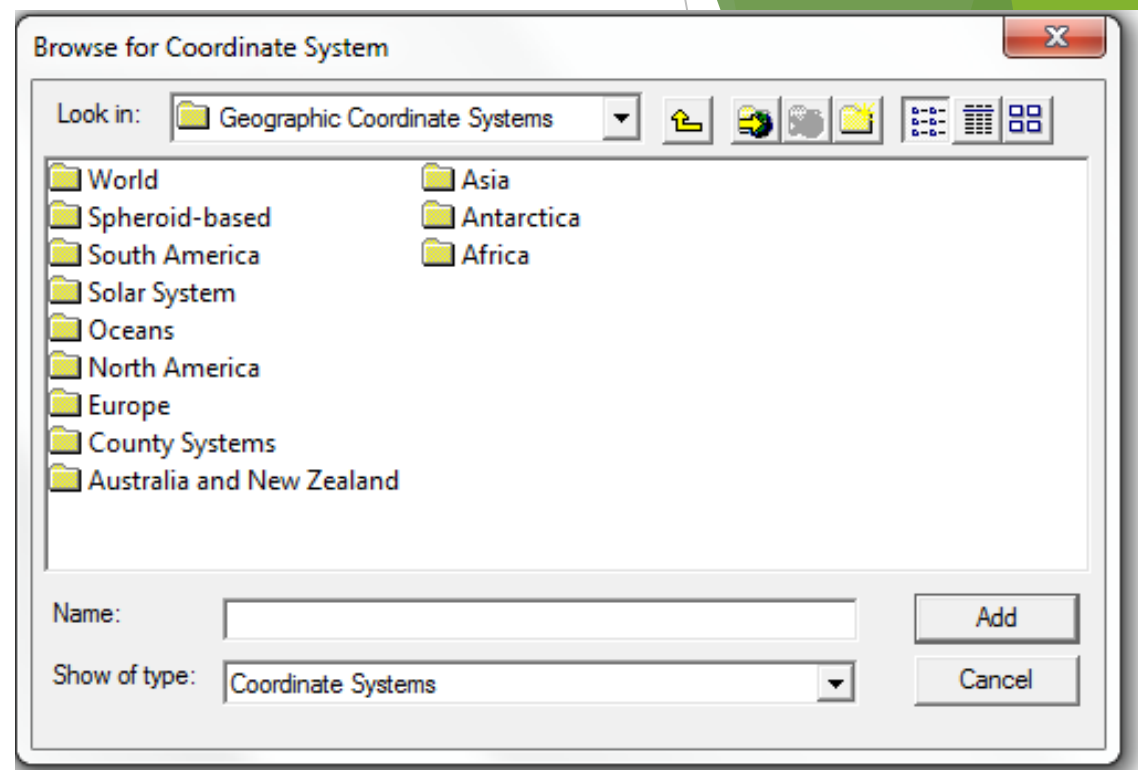 Browse for Coordinate System
Look in: Geographic Coordinate Systems
World
Spheroid-based
South America
Solar System
Oceans
North America
Europe
County Systems
Australia and New Zealand
Asia
Antarctica
Africa
Name:
Add
Show of type: Coordinate Systems
Cancel